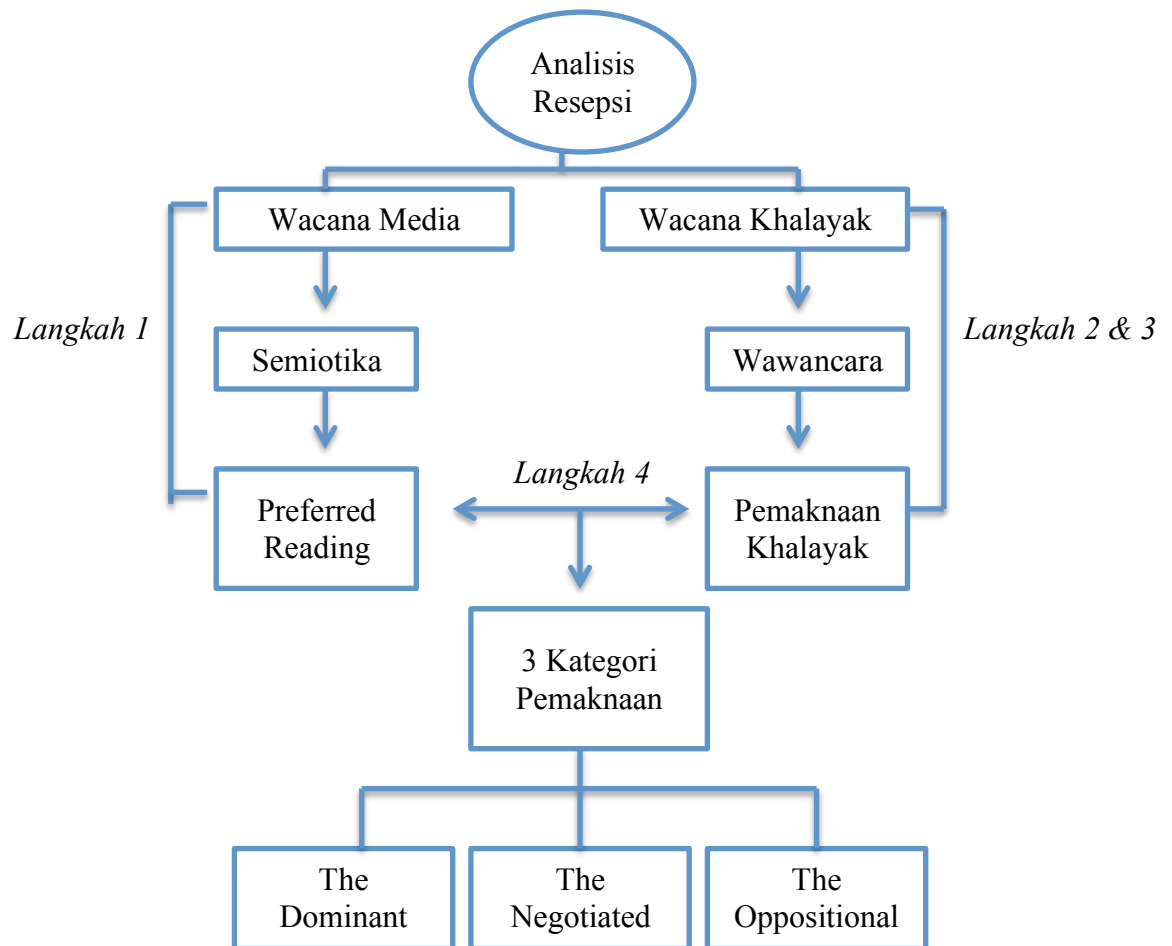 Analisis
Resepsi
Wacana Media
Wacana Khalayak
Langkah 1
Semiotika
Wawancara
Langkah 2 & 3
Langkah 4
Preferred
Reading
Pemaknaan
Khalayak
3 Kategori
Pemaknaan
The
Dominant
The
Negotiated
The
Oppositional